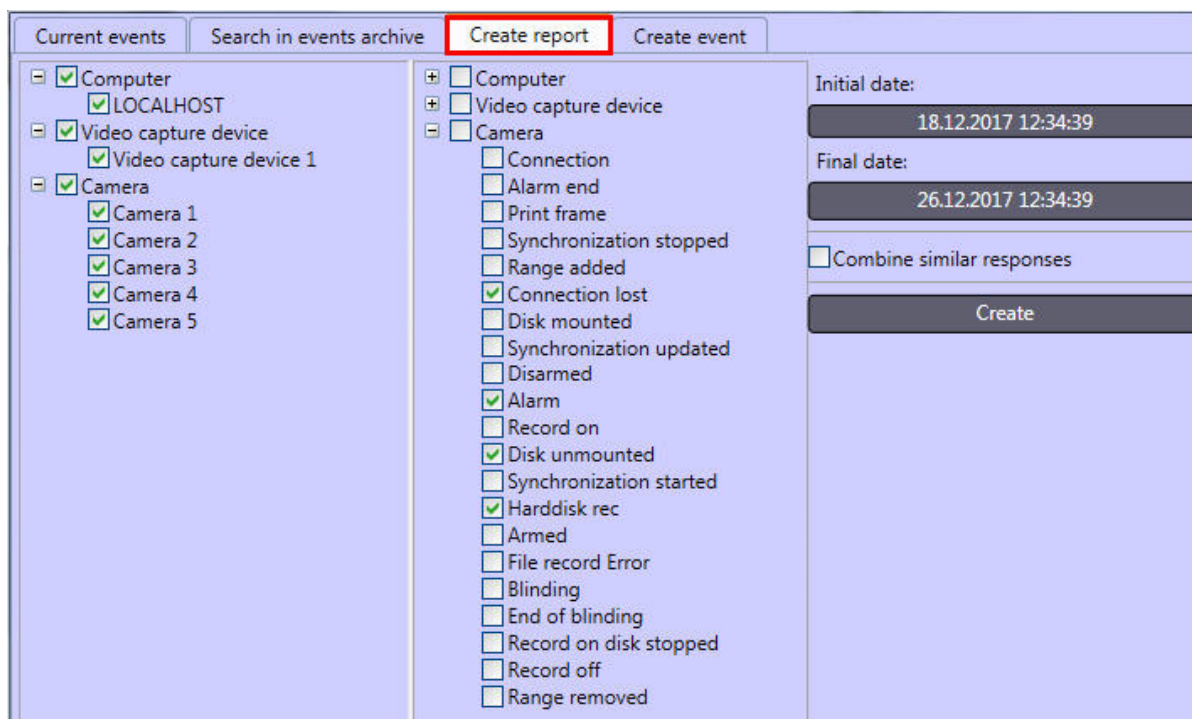 Current events
Search in events archive
Create report
Create event
Computer
LOCALHOST
Video capture device
Video capture device 1
Camera
Camera 1
Camera 2
Camera 3
Camera 4
Camera 5
Computer
Video capture device
Camera
Connection
Alarm end
Print frame
Synchronization stopped
Range added
Connection lost
Disk mounted
Synchronization updated
Disarmed
Alarm
Record on
Disk unmounted
Synchronization started
Harddisk rec
Armed
File record Error
Blinding
End of blinding
Record on disk stopped
Record off
Range removed
Initial date:
18.12.2017 12:34:39
Final date:
26.12.2017 12:34:39
Combine similar responses
Create